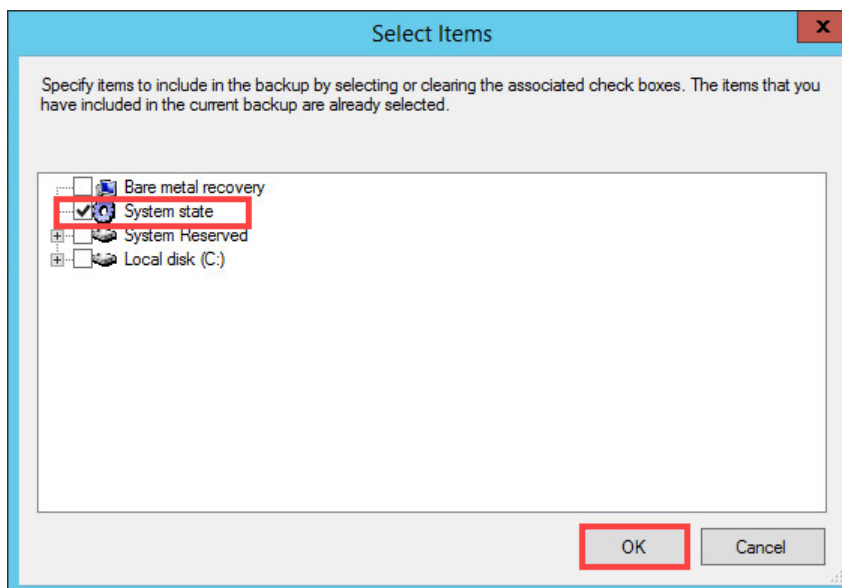 Select Items
x
Specify items to include in the backup by selecting or clearing the associated check boxes. The items that you
have included in the current backup are already selected.
Bare metal recovery
System state
System Reserved
Local disk (C:)
OK
Cancel